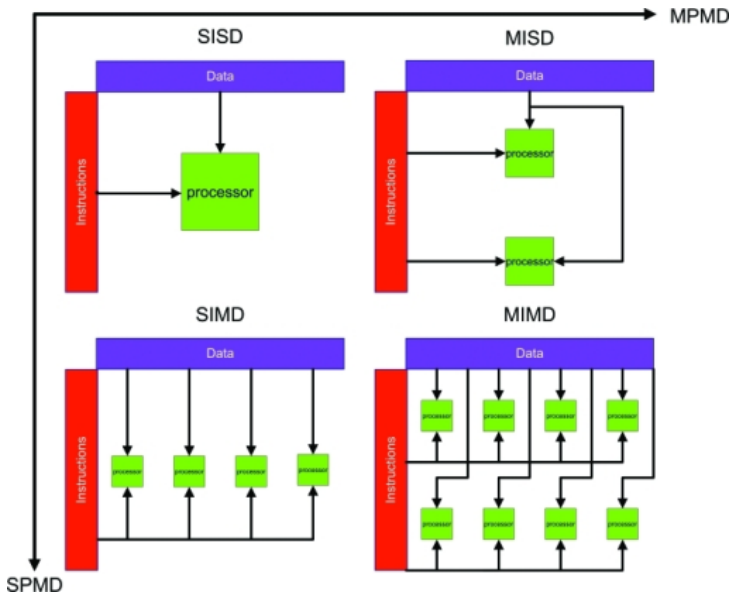 MPMD
SISD
MISD
Data
Data
Instructions
processor
Instructions
processor
processor
SIMD
MIMD
Data
Data
Instructions
processor
processor
processor
processor
Instructions
processor
processor
processor
processor
processor
processor
processor
processor
SPMD